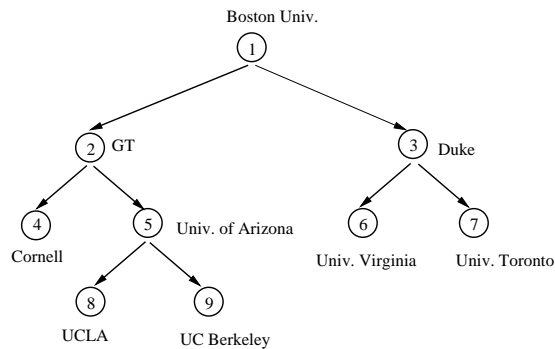 Boston Univ.
1
2 GT
3 Duke
4
5 Univ. of Arizona
6
7
Cornell
Univ. Virginia
Univ. Toronto
8
9
UCLA
UC Berkeley